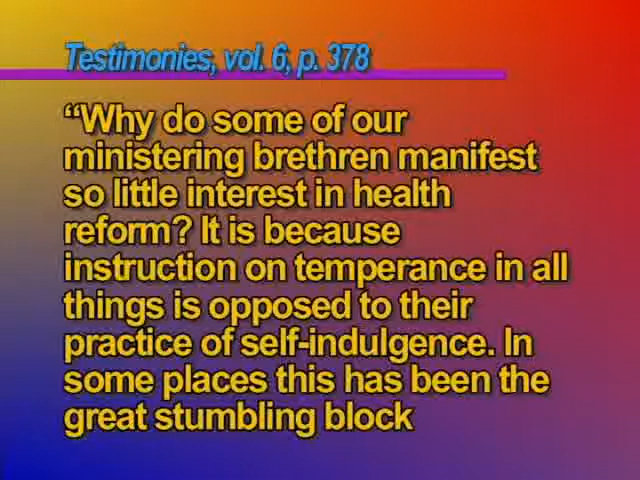 Testimonies, vol. 6, p. 378
“Why do some of our
ministering brethren manifest
so little interest in health
reform? It is because
instruction on temperance in all
things is opposed to their
practice of self-indulgence. In
some places this has been the
great stumbling block